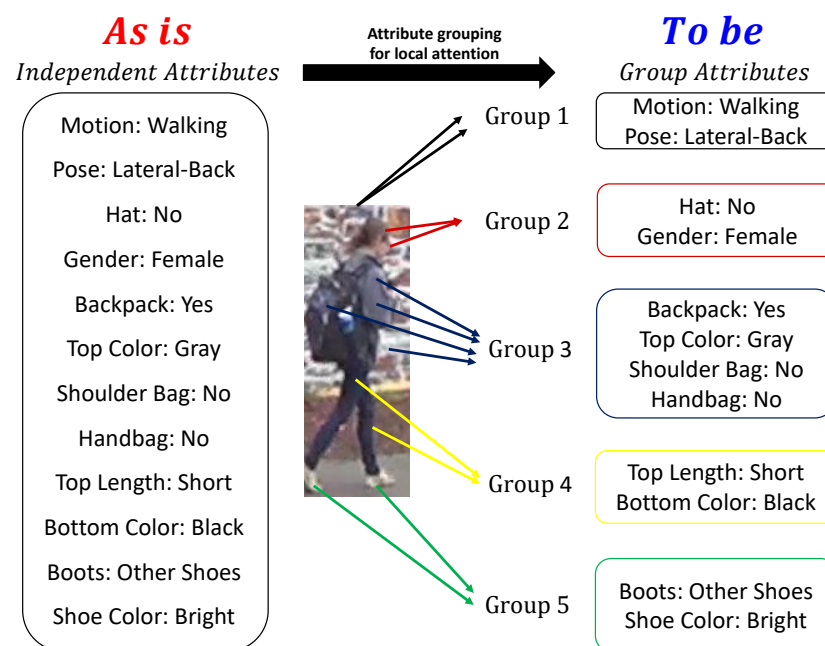 As is
Independent Attributes
Motion: Walking
Pose: Lateral-Back
Hat: No
Gender: Female
Backpack: Yes
Top Color: Gray
Shoulder Bag: No
Handbag: No
Top Length: Short
Bottom Color: Black
Boots: Other Shoes
Shoe Color: Bright
Attribute grouping
for local attention
Group 1
Group 2
Group 3
Group 4
Group 5
To be
Group Attributes
Motion: Walking
Pose: Lateral-Back
Hat: No
Gender: Female
Backpack: Yes
Top Color: Gray
Shoulder Bag: No
Handbag: No
Top Length: Short
Bottom Color: Black
Boots: Other Shoes
Shoe Color: Bright